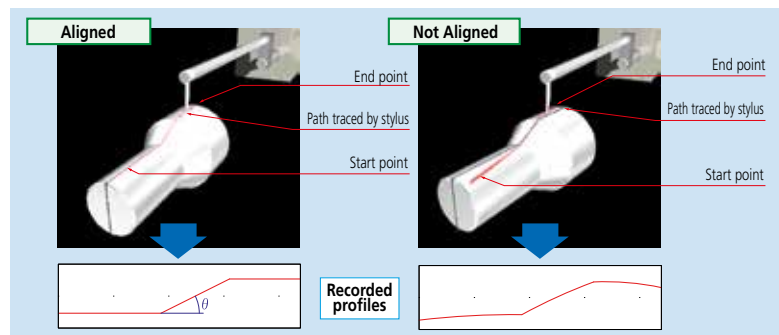 Aligned
End point
Path traced by stylus
Start point
θ
Not Aligned
End point
Path traced by stylus
Start point
Recorded
profiles